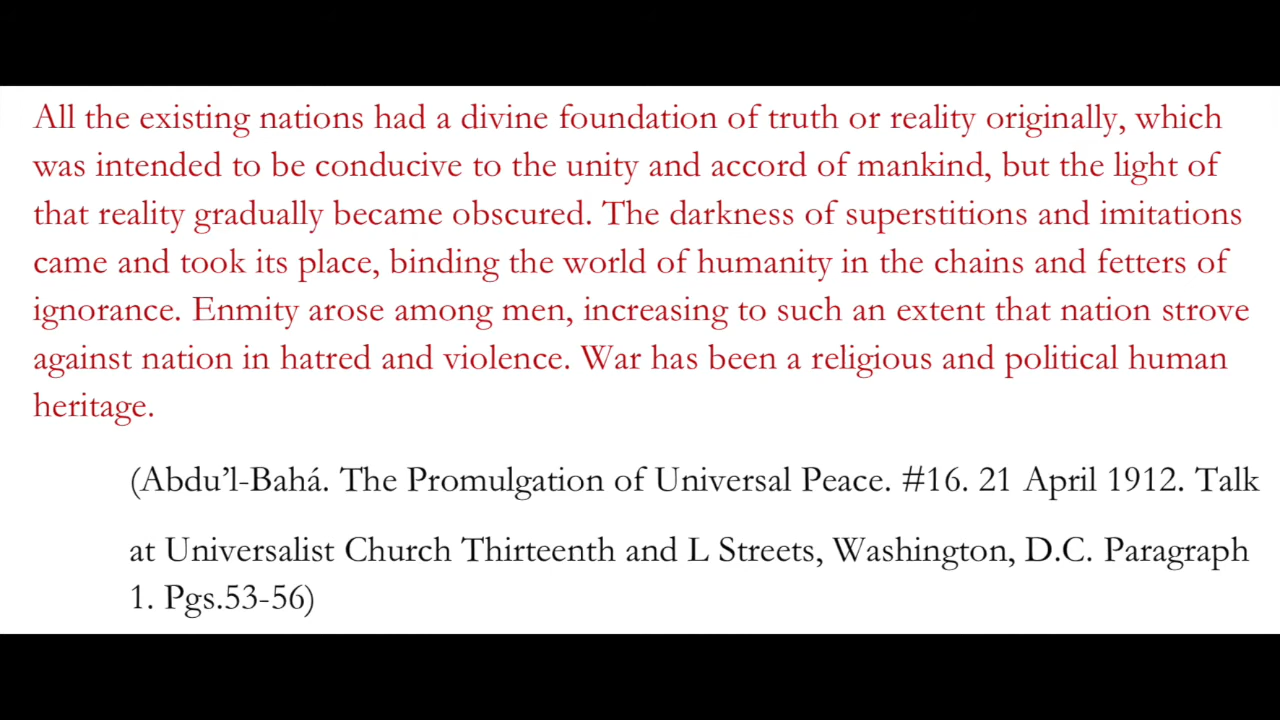 All the existing nations had a divine foundation of truth or reality originally, which
was intended to be conducive to the unity and accord of mankind, but the light of
that reality gradually became obscured. The darkness of superstitions and imitations
came and took its place, binding the world of humanity in the chains and fetters of
ignorance. Enmity arose among men, increasing to such an extent that nation strove
against nation in hatred and violence. War has been a religious and political human
heritage.
(Abdu’l-Bahá. The Promulgation of Universal Peace. #16. 21 April 1912. Talk
at Universalist Church Thirteenth and L Streets, Washington, D.C. Paragraph
1. Pgs.53-56)